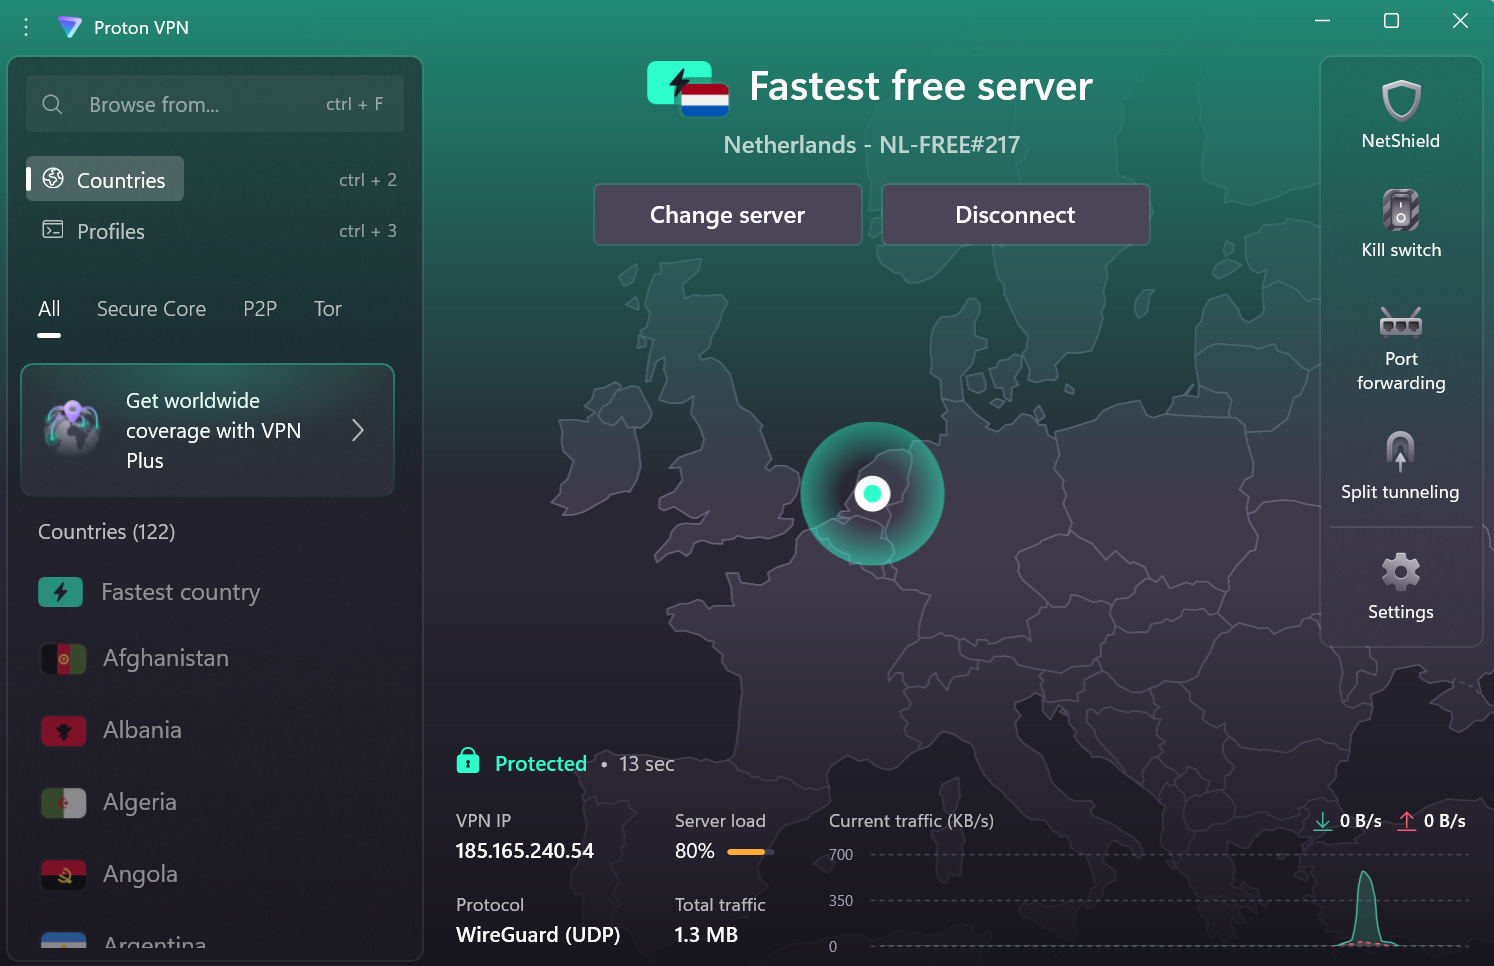 Proton VPN
Browse from...
ctrl + F
Countries
ctrl + 2
Profiles
ctrl + 3
All
Secure Core
P2P
Tor
Get worldwide
coverage with VPN
Plus
Countries (122)
Fastest country
Afghanistan
Albania
Algeria
Angola
Argentina
Fastest free server
Netherlands - NL-FREE#217
Change server
Disconnect
Protected • 13 sec
VPN IP
185.165.240.54
Server load
80%
Protocol
WireGuard (UDP)
Total traffic
1.3 MB
Current traffic (KB/s)
0 B/s
0 B/s
700
350
0
NetShield
Kill switch
Port
forwarding
Split tunneling
Settings